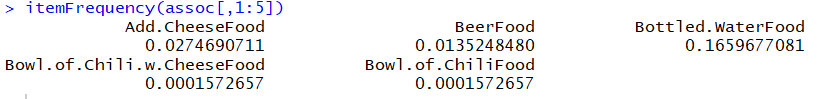 > itemFrequency(assoc[,1:5])
Add.CheeseFood BeerFood Bottled.WaterFood
0.0274690711 0.0135248480 0.1659677081
Bowl.of.Chili.w.CheeseFood Bowl.of.ChiliFood
0.0001572657 0.0001572657